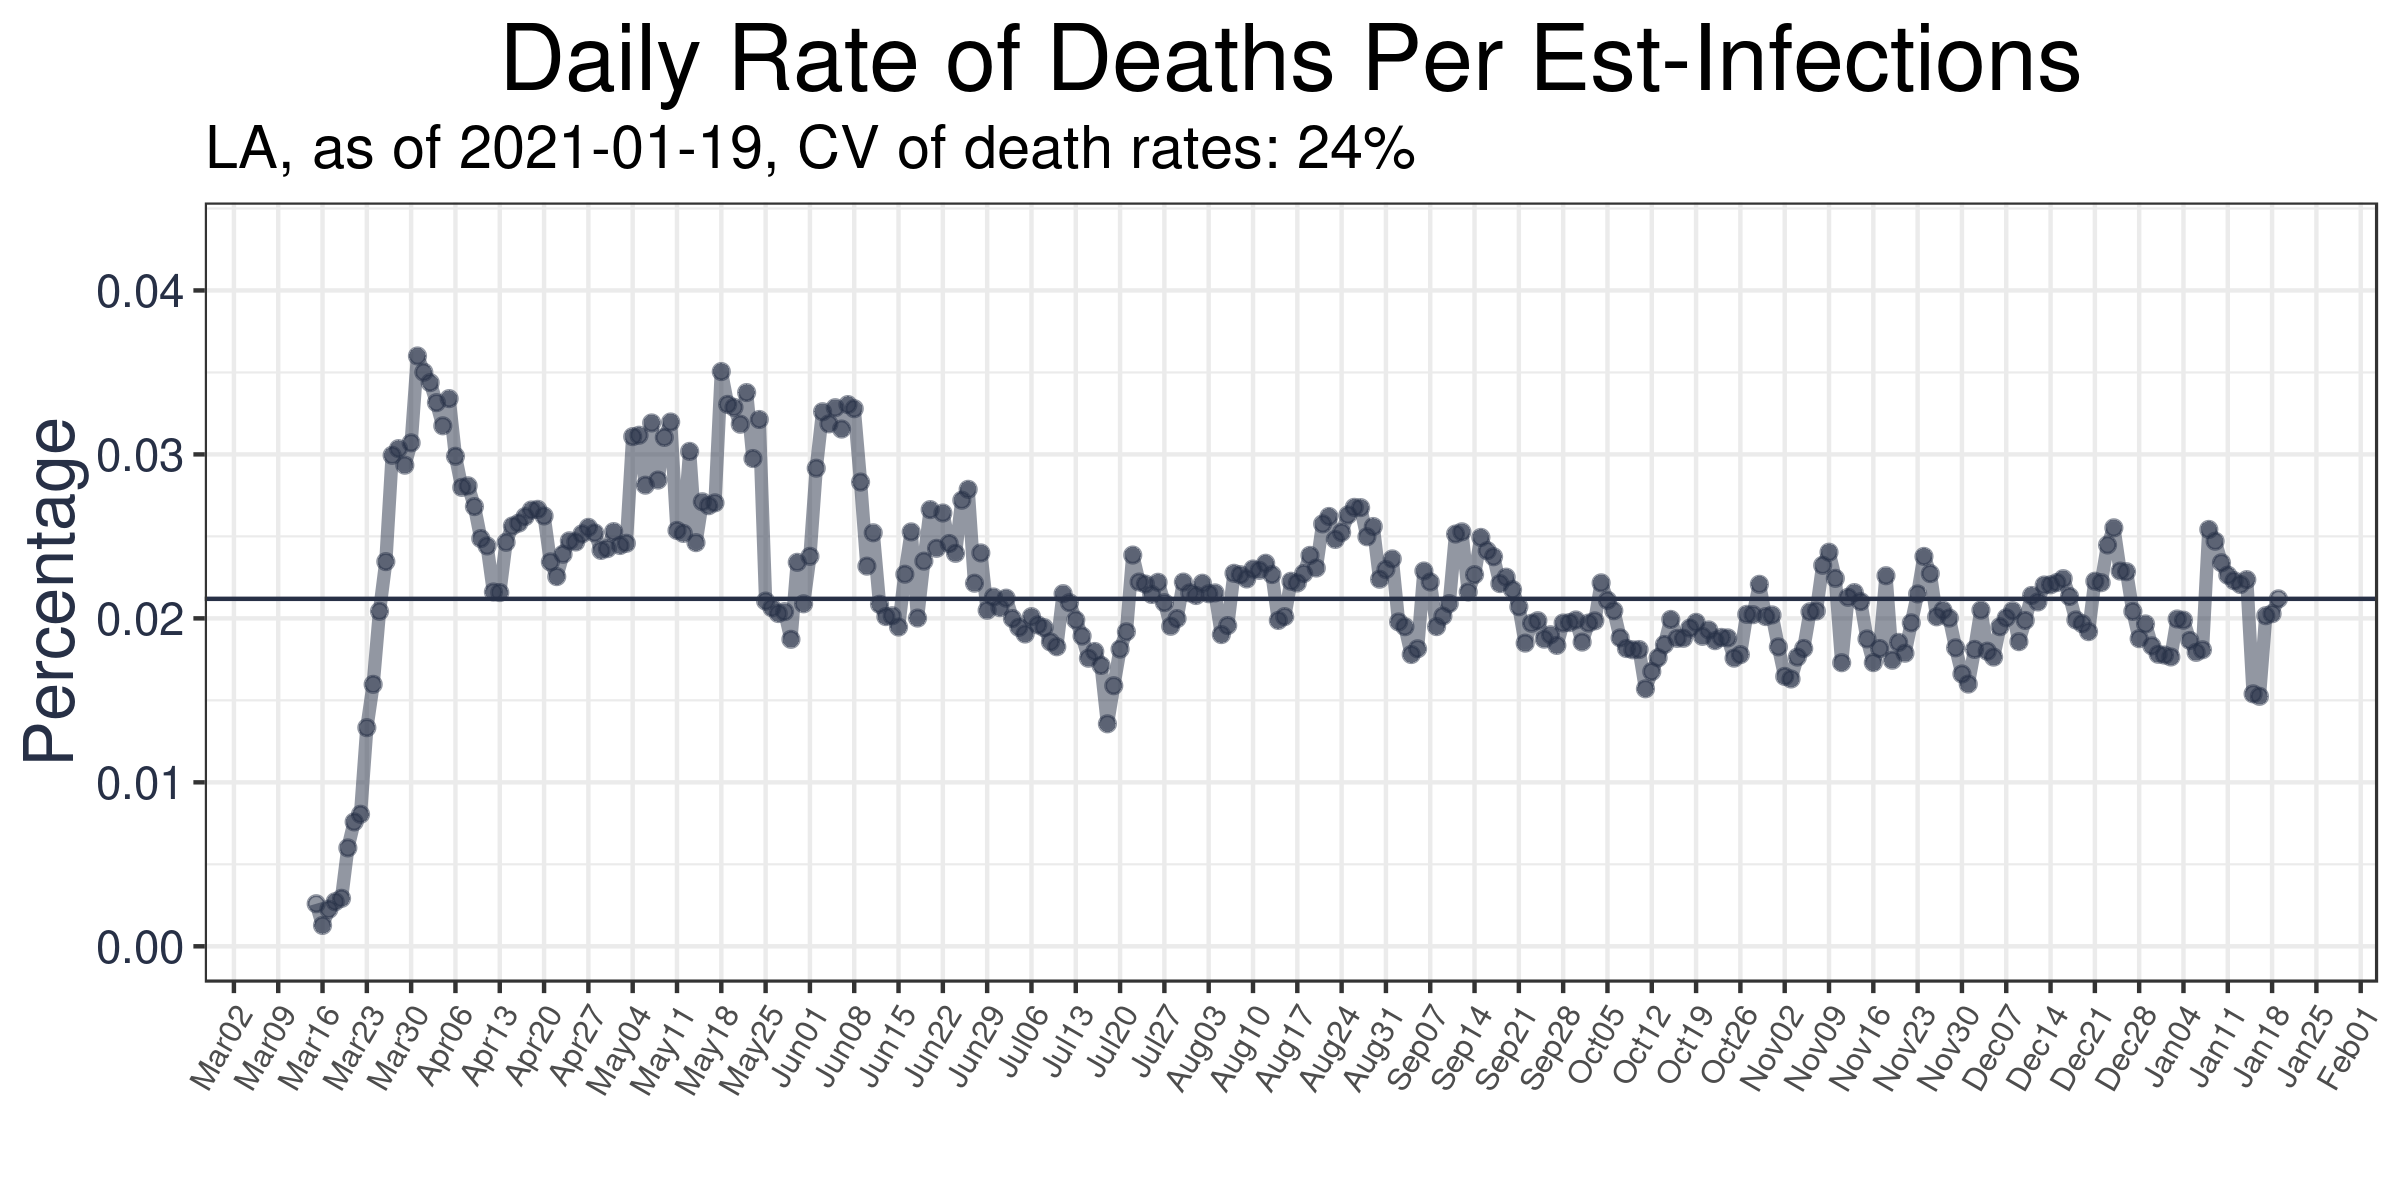 Daily Rate of Deaths Per Est-Infections
LA, as of 2021-01-19, CV of death rates: 24%
Percentage
0.04
0.03
0.02
0.01
0.00
Mar02
Mar09
Mar16
Mar23
Mar30
Apr06
Apr13
Apr20
Apr27
May04
May11
May18
May25
Jun01
Jun08
Jun15
Jun22
Jun29
Jul06
Jul13
Jul20
Jul27
Aug03
Aug10
Aug17
Aug24
Aug31
Sep07
Sep14
Sep21
Sep28
Oct05
Oct12
Oct19
Oct26
Nov02
Nov09
Nov16
Nov23
Nov30
Dec07
Dec14
Dec21
Dec28
Jan04
Jan11
Jan18
Jan25
Feb01